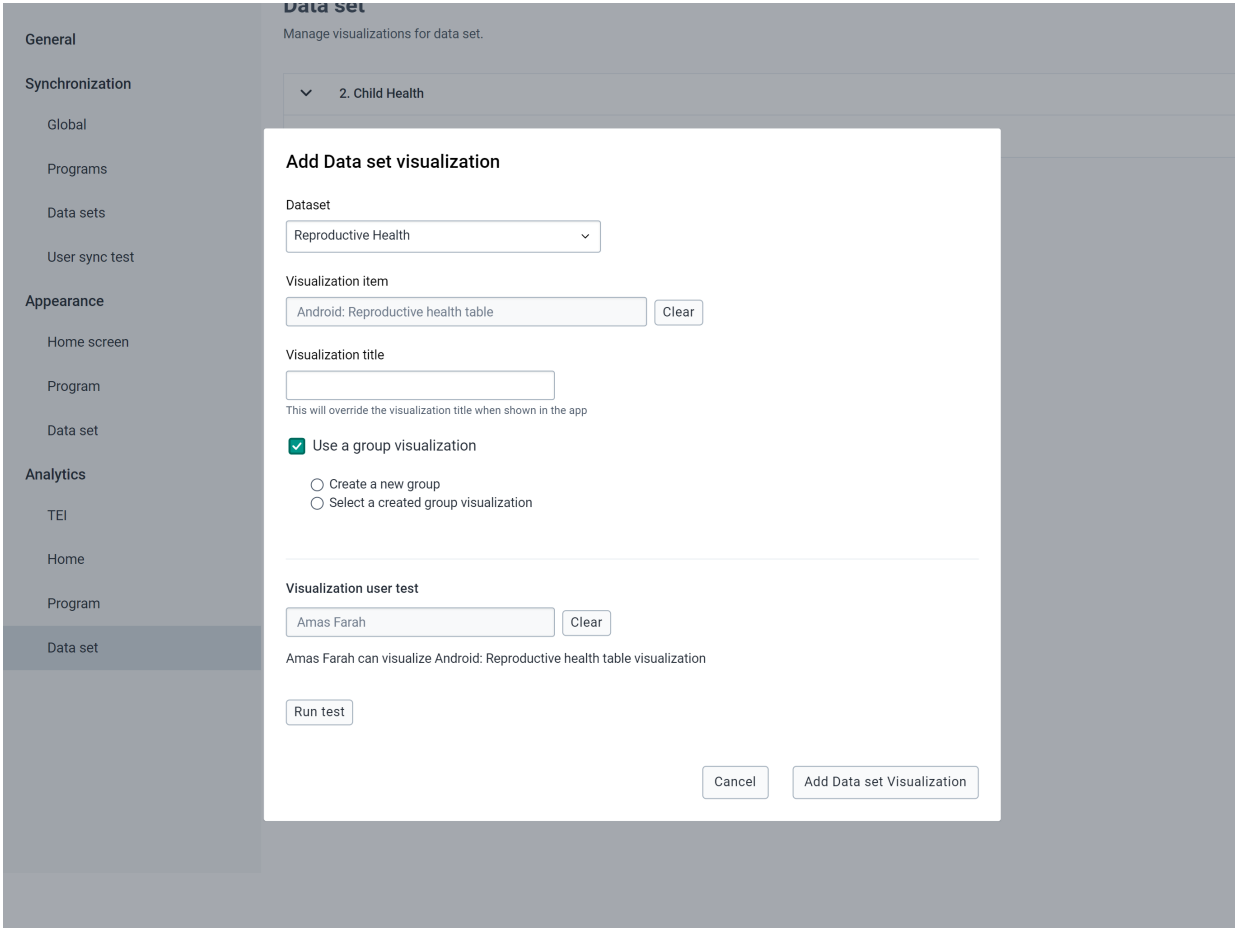 General
Synchronization
Global
Programs
Data sets
User sync test
Appearance
Home screen
Program
Data set
Analytics
TEI
Home
Program
Data set
Data set
Manage visualizations for data set.
2. Child Health
Add Data set visualization
Dataset
Reproductive Health
Visualization item
Android: Reproductive health table
Clear
Visualization title
This will override the visualization title when shown in the app
Use a group visualization
Create a new group
Select a created group visualization
Visualization user test
Amas Farah
Clear
Amas Farah can visualize Android: Reproductive health table visualization
Run test
Cancel
Add Data set Visualization